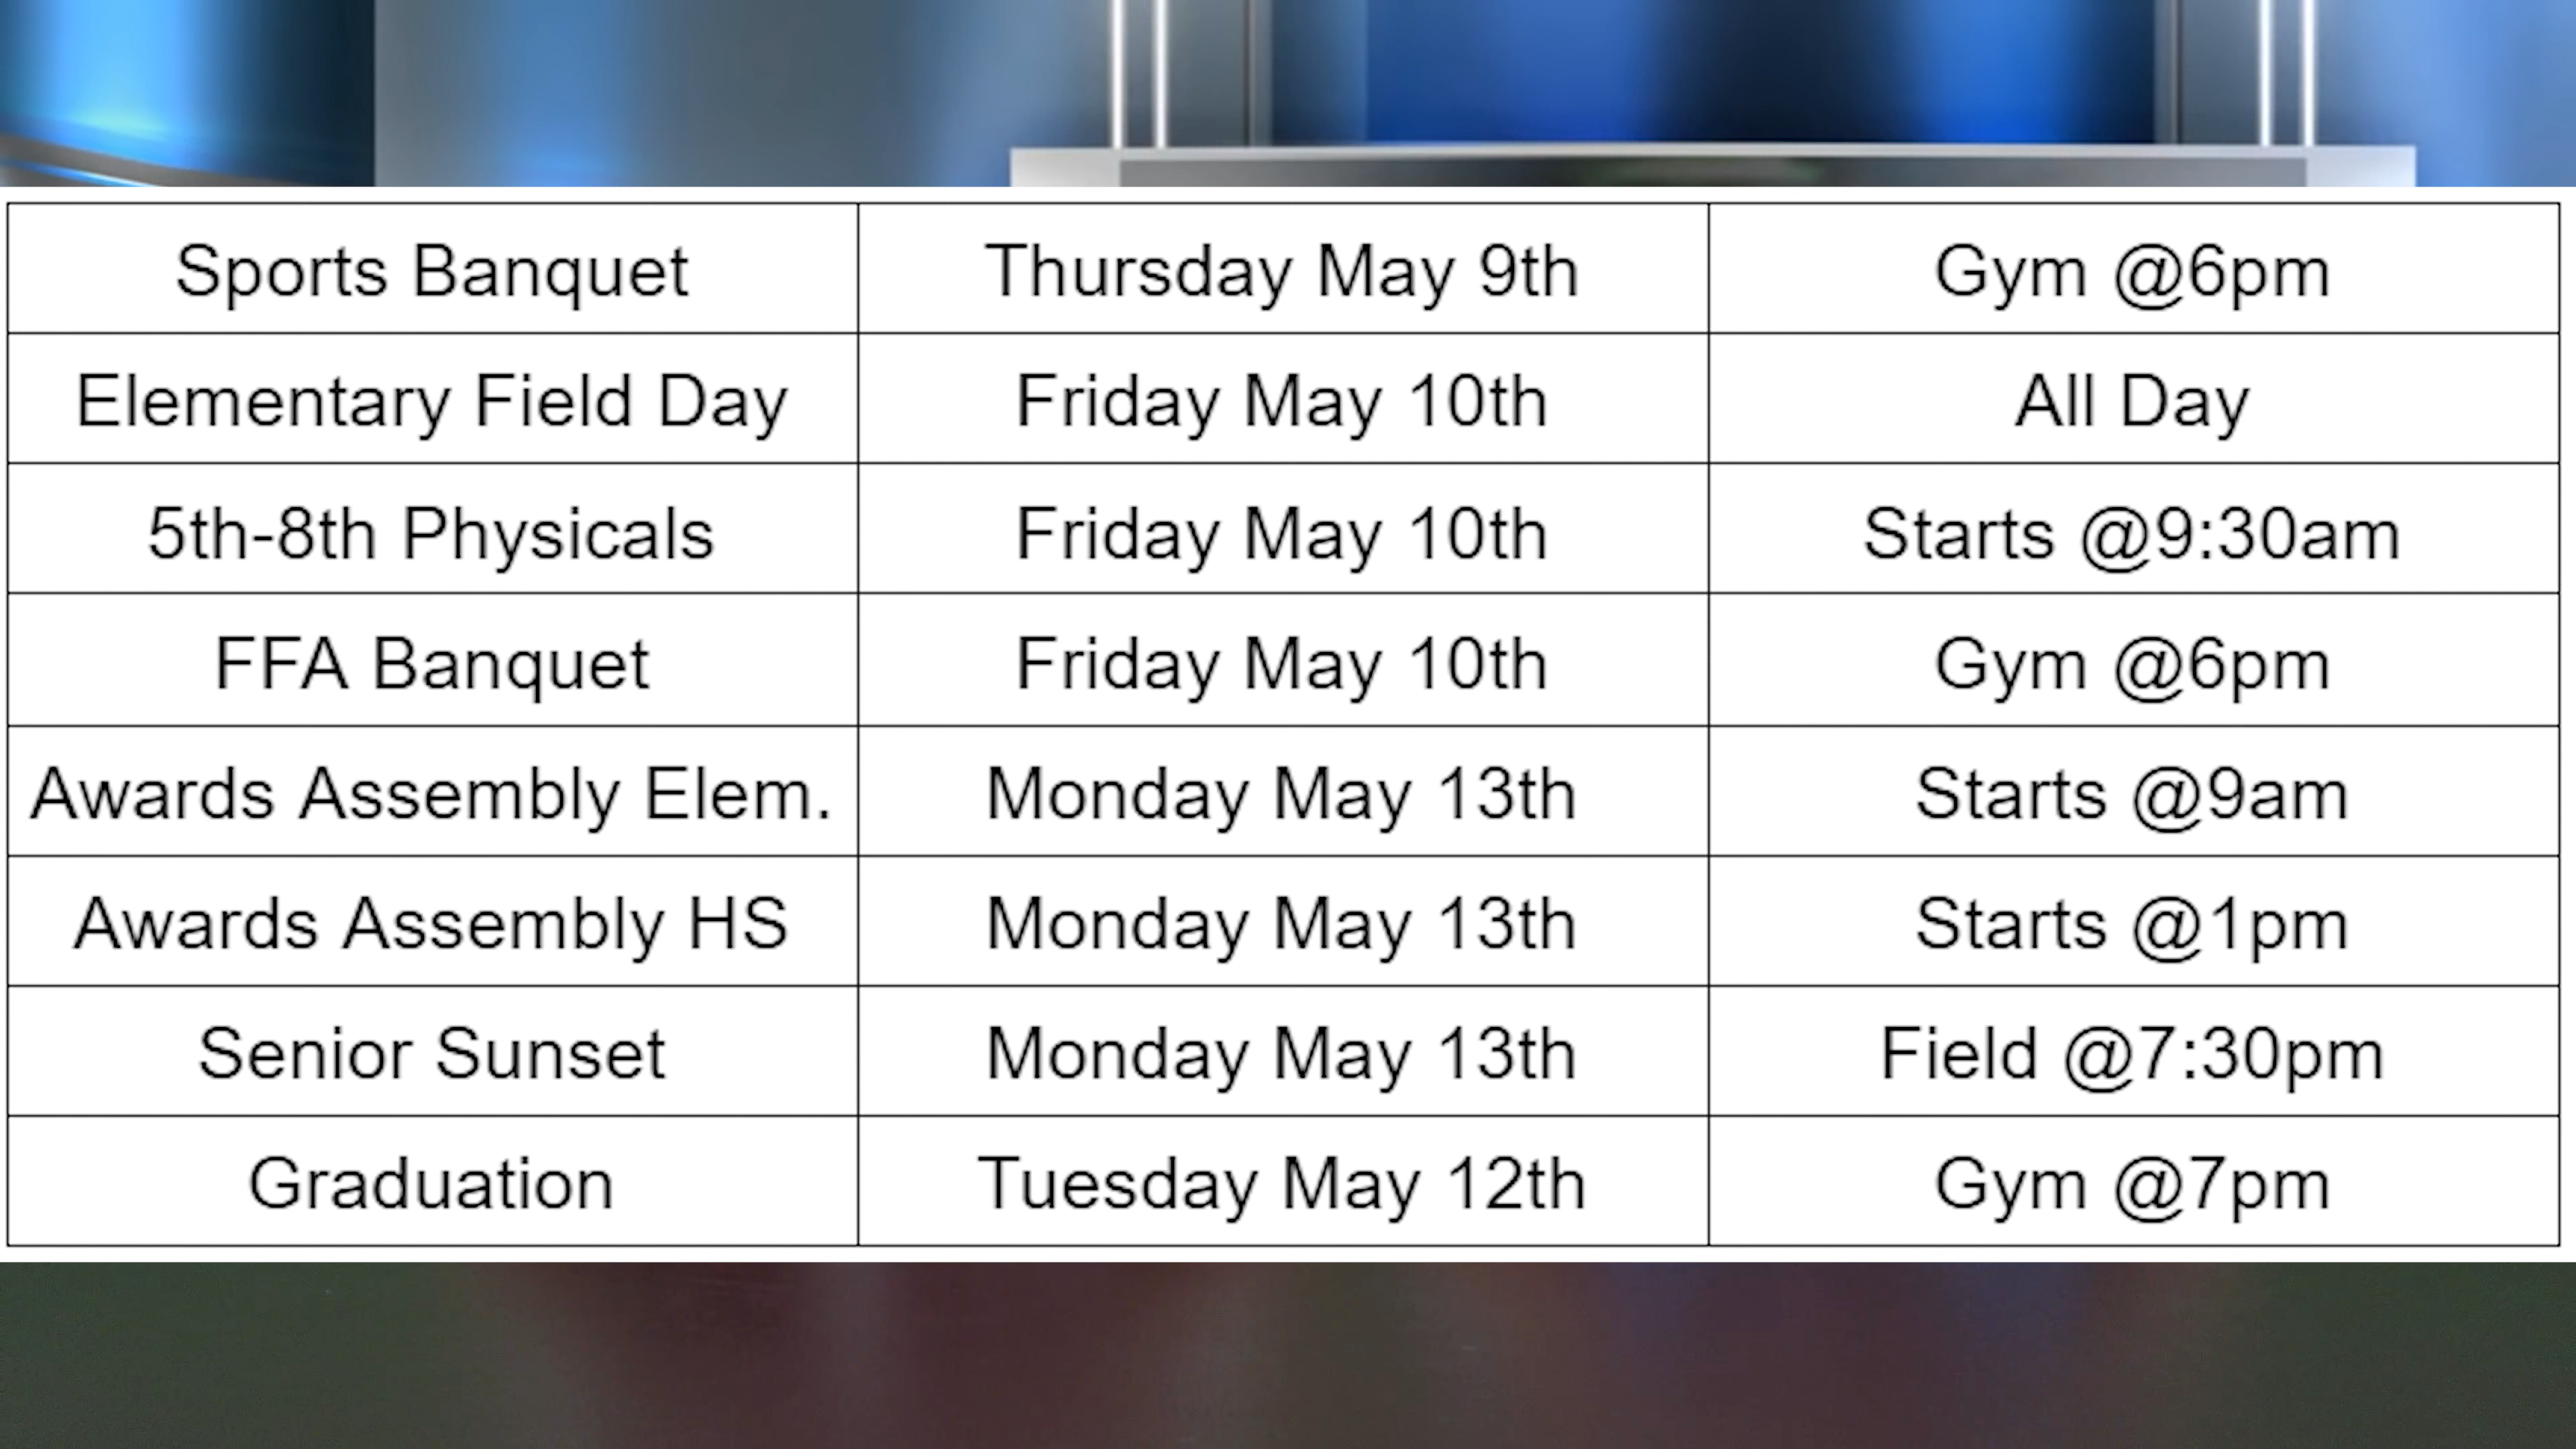 Sports Banquet Thursday May 9th Gym @6pm
Elementary Field Day Friday May 10th All Day
5th-8th Physicals Friday May 10th Starts @9:30am
FFA Banquet Friday May 10th Gym @6pm
Awards Assembly Elem. Monday May 13th Starts @9am
Awards Assembly HS Monday May 13th Starts @1pm
Senior Sunset Monday May 13th Field @7:30pm
Graduation Tuesday May 12th Gym @7pm